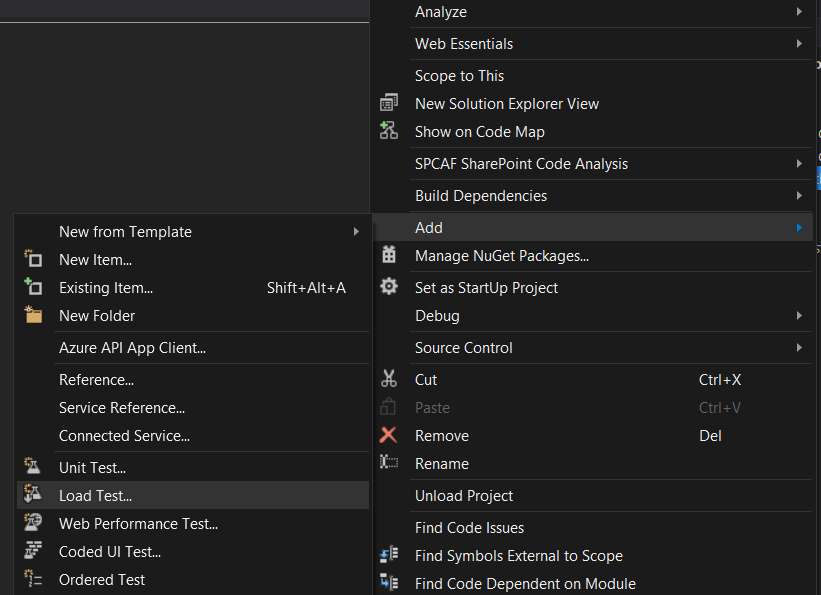 Analyze
Web Essentials
Scope to This
New Solution Explorer View
Show on Code Map
SPCAF SharePoint Code Analysis
Build Dependencies
Add
Manage NuGet Packages...
Set as StartUp Project
Debug
Source Control
Cut Ctrl+X
Paste Ctrl+V
Remove Del
Rename
Unload Project
Find Code Issues
Find Symbols External to Scope
Find Code Dependent on Module
New from Template
New Item...
Existing Item... Shift+Alt+A
New Folder
Azure API App Client...
Reference...
Service Reference...
Connected Service...
Unit Test...
Load Test...
Web Performance Test...
Coded UI Test...
Ordered Test